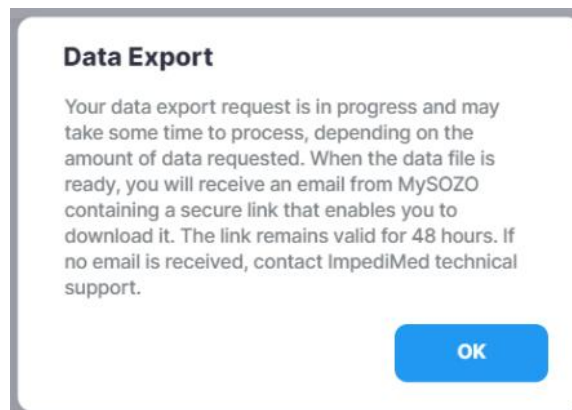 Data Export
Your data export request is in progress and may
take some time to process, depending on the
amount of data requested. When the data file is
ready, you will receive an email from MySOZO
containing a secure link that enables you to
download it. The link remains valid for 48 hours. If
no email is received, contact ImpediMed technical
support.
OK